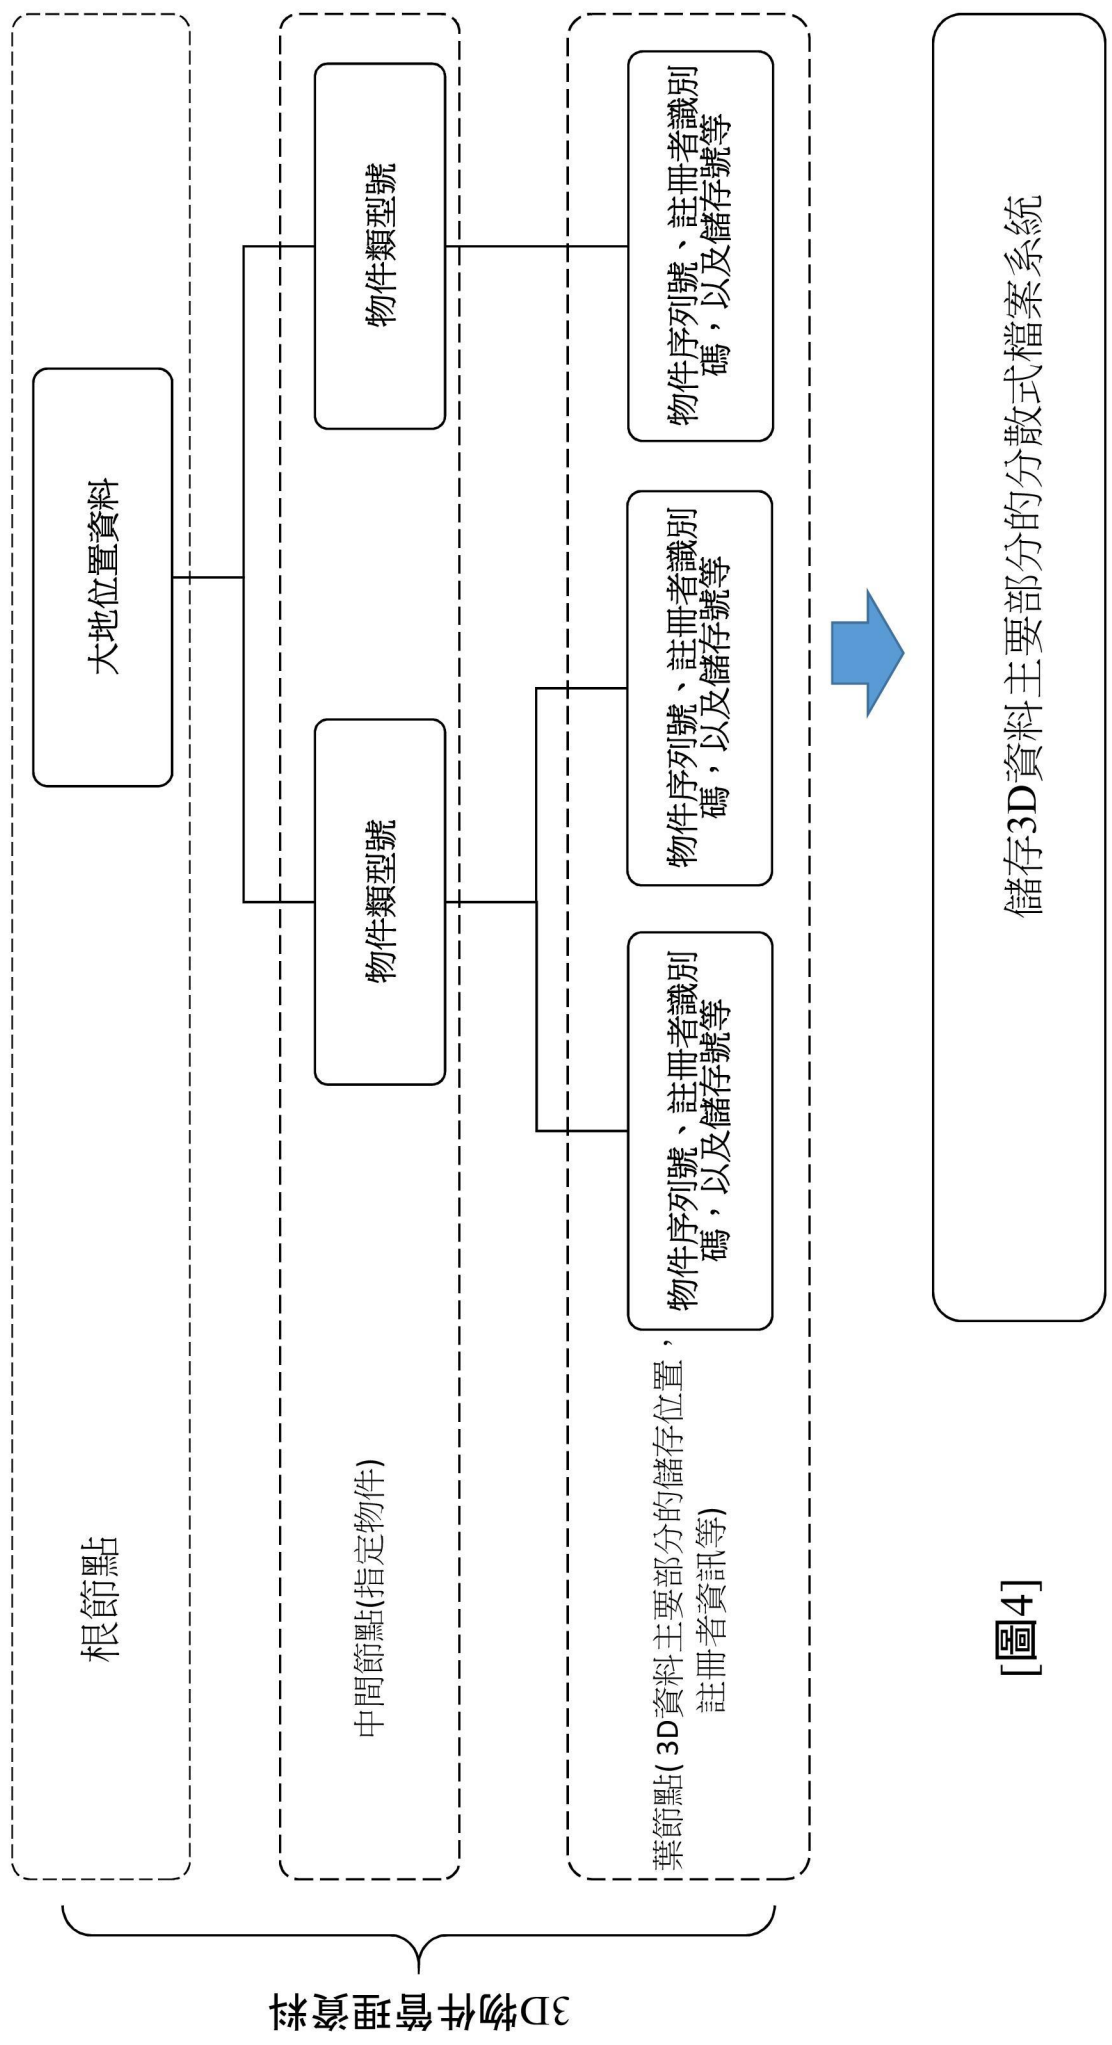 3D物件管理資料
根節點
大地位置資料
中間節點(指定物件)
物件類型號
物件類型號
葉節點( 3D資料主要部分的儲存位置，
註冊者資訊等)
物件序列號、註冊者識別
碼，以及儲存號等
物件序列號、註冊者識別
碼，以及儲存號等
物件序列號、註冊者識別
碼，以及儲存號等
儲存3D資料主要部分的分散式檔案系統
[圖4]